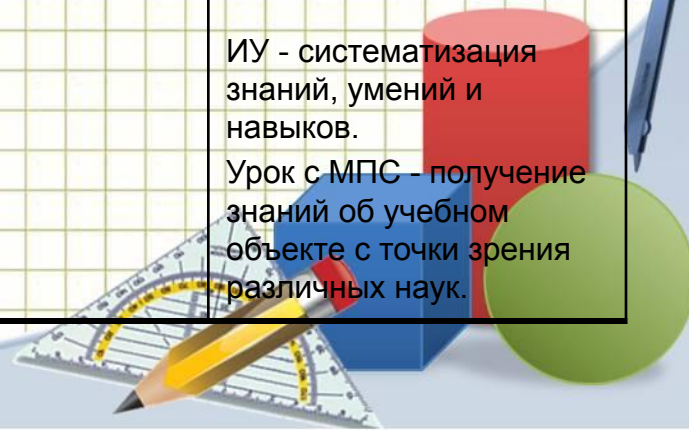 ИУ - систематизация
знаний, умений и
навыков.
Урок с МПС - получение
знаний об учебном
объекте с точки зрения
различных наук.